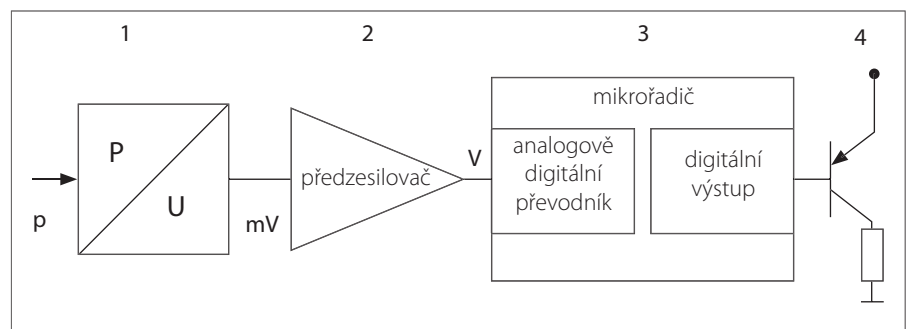 1
2
3
4
mikrořadič
P
U
p
mV
předzesilovač
V
analogově
digitální
převodník
digitální
výstup